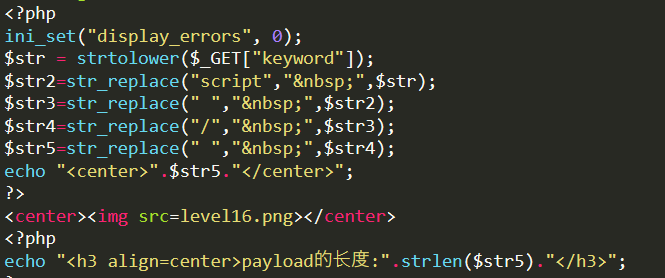 <?php
ini_set("display_errors", 0);
$str = strtolower($_GET["keyword"]);
$str2=str_replace("script","&nbsp;",$str);
$str3=str_replace(" ","&nbsp;",$str2);
$str4=str_replace("/","&nbsp;",$str3);
$str5=str_replace(" ","&nbsp;",$str4);
echo "<center>".$str5."</center>";
?>
<center><img src=level16.png></center>
<?php
echo "<h3 align=center>payload的长度:".strlen($str5)."</h3>";